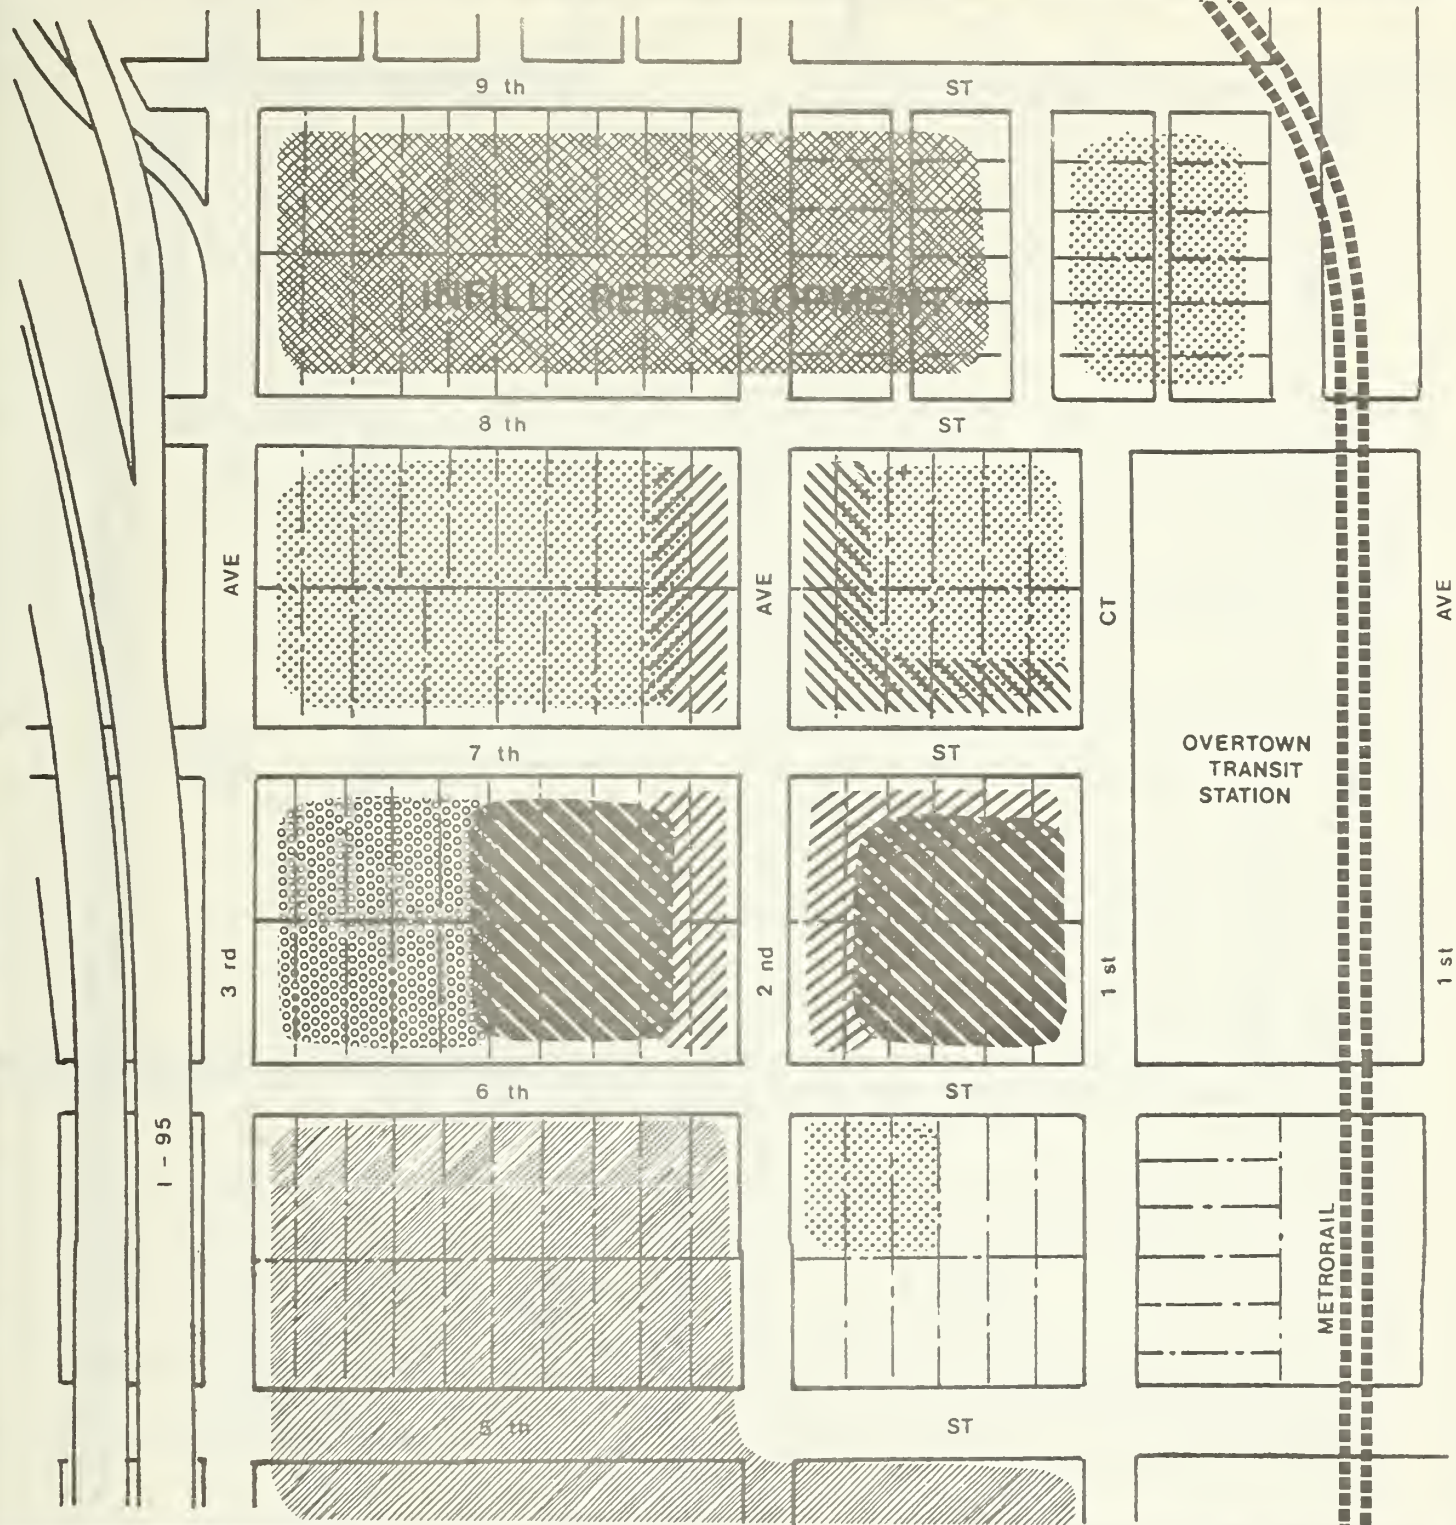 9 th ST
INFILL REDEVELOPMENT
8 th ST
AVE AVE CT AVE
7 th ST
OVERTOWN
TRANSIT
STATION
3 rd 2 nd 1 st 1 st
6 th ST
I - 95
METRORAIL
5 th ST